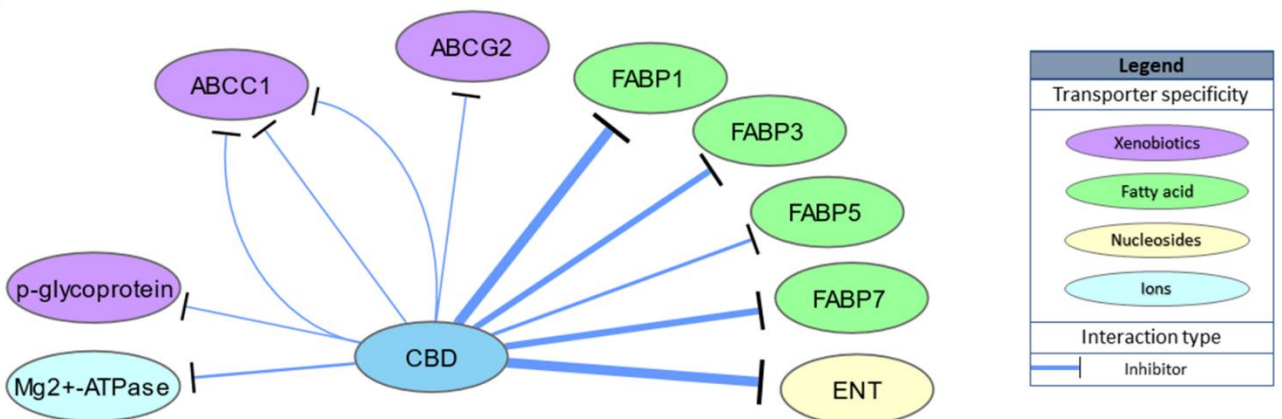 ABCG2
ABCC1
FABP1
FABP3
FABP5
p-glycoprotein
FABP7
CBD
Mg2+-ATPase
ENT
Legend
Transporter specificity
Xenobiotics
Fatty acid
Nucleosides
Ions
Interaction type
Inhibitor